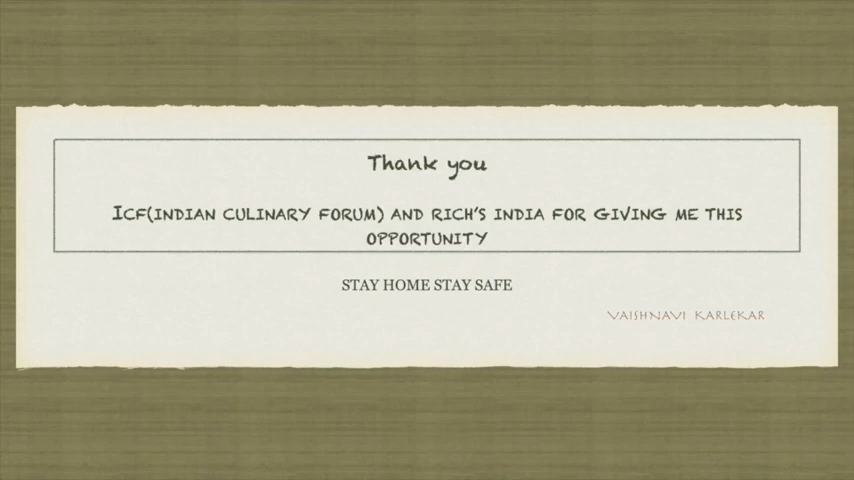 Thank you
ICF(INDIAN CULINARY FORUM) AND RICH'S INDIA FOR GIVING ME THIS
OPPORTUNITY
STAY HOME STAY SAFE
VAISHNAVI KARLEKAR